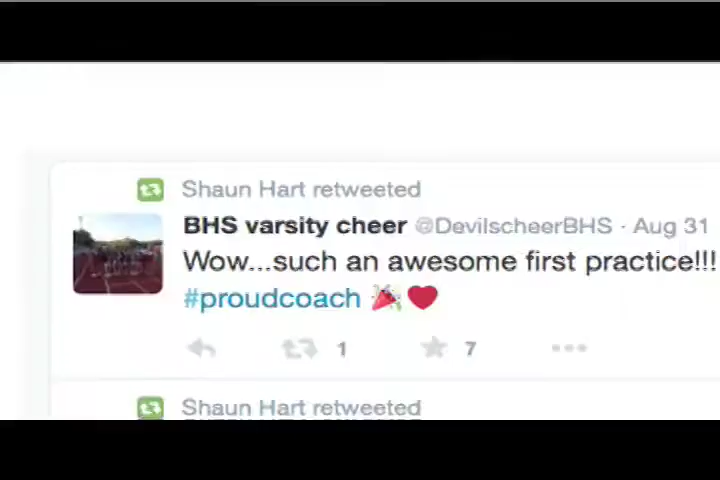 Shaun Hart retweeted
BHS varsity cheer @DevilscheerBHS · Aug 31
Wow...such an awesome first practice!!!
#proudcoach 🎉❤
1 7
Shaun Hart retweeted